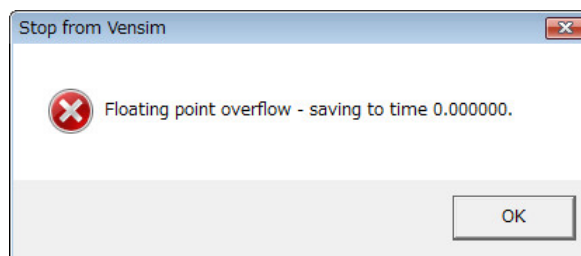 Stop from Vensim
Floating point overflow - saving to time 0.000000.
OK